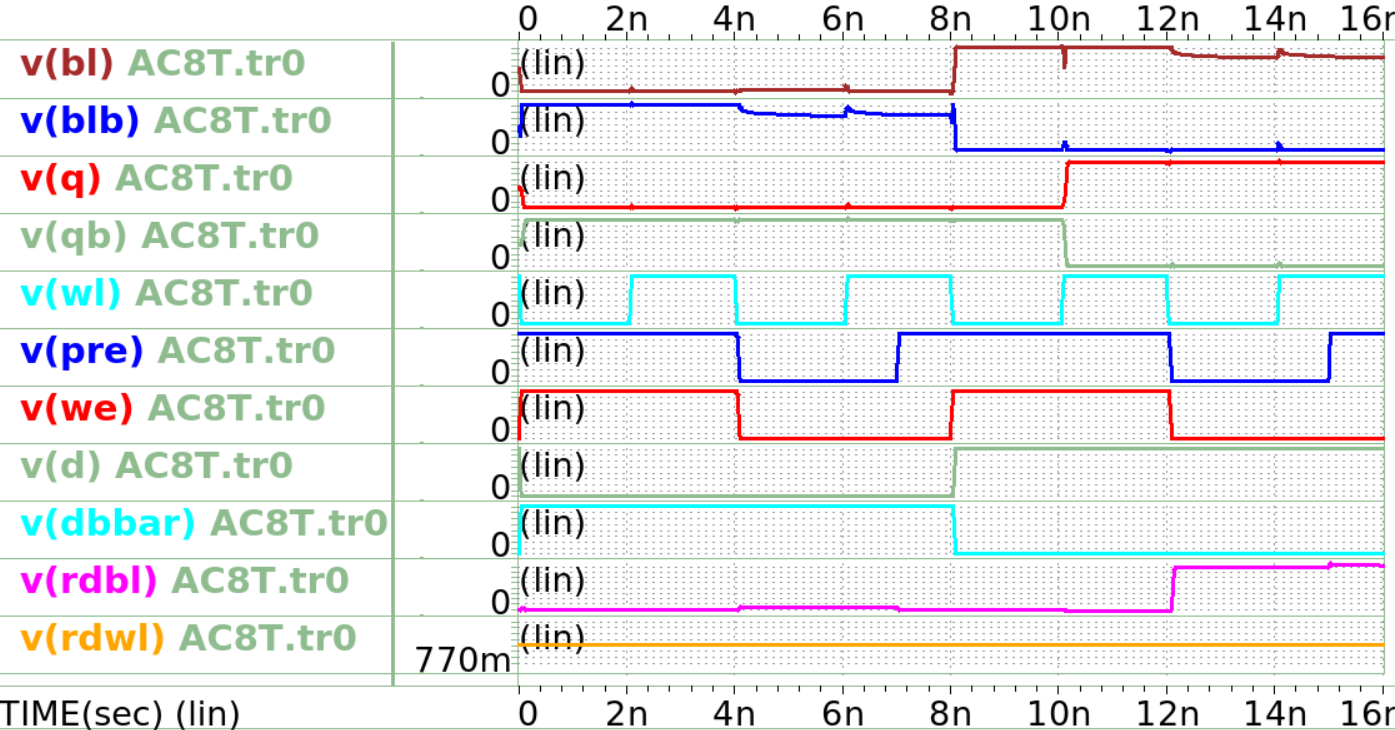 0 2n 4n 6n 8n 10n 12n 14n 16n
v(bl) AC8T.tr0 0 (lin)
v(blb) AC8T.tr0 0 (lin)
v(q) AC8T.tr0 0 (lin)
v(qb) AC8T.tr0 0 (lin)
v(wl) AC8T.tr0 0 (lin)
v(pre) AC8T.tr0 0 (lin)
v(we) AC8T.tr0 0 (lin)
v(d) AC8T.tr0 0 (lin)
v(dbbar) AC8T.tr0 0 (lin)
v(rdbl) AC8T.tr0 0 (lin)
v(rdwl) AC8T.tr0 770m (lin)
TIME(sec) (lin) 0 2n 4n 6n 8n 10n 12n 14n 16n